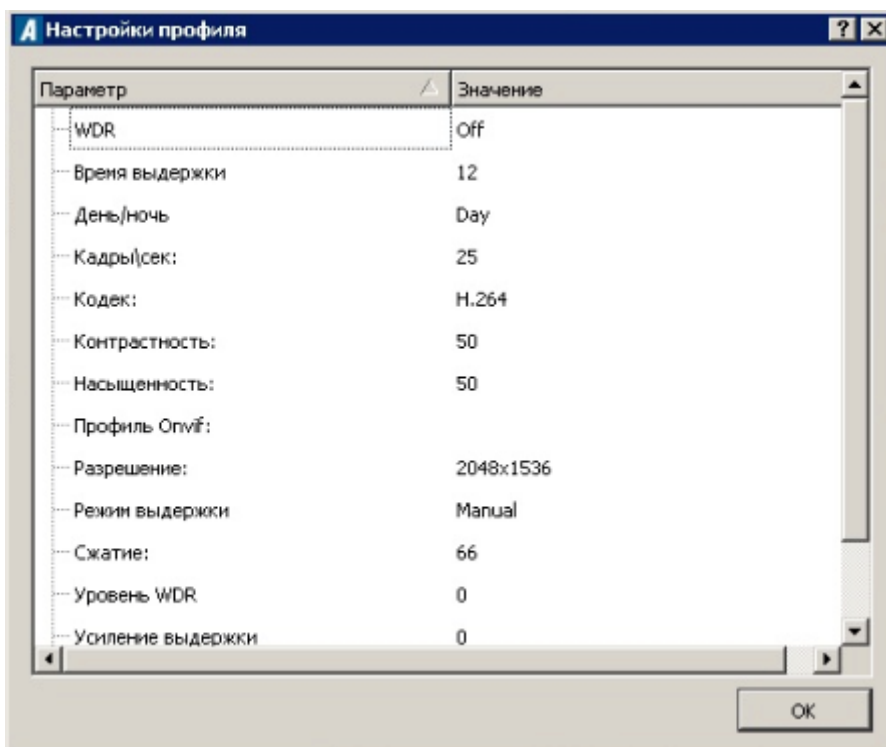 A Настройки профиля ? X
Параметр Значение
WDR Off
Время выдержки 12
День/ночь Day
Кадры\сек: 25
Кодек: H.264
Контрастность: 50
Насыщенность: 50
Профиль Onvif:
Разрешение: 2048x1536
Режим выдержки Manual
Сжатие: 66
Уровень WDR 0
Усиление выдержки 0
OK